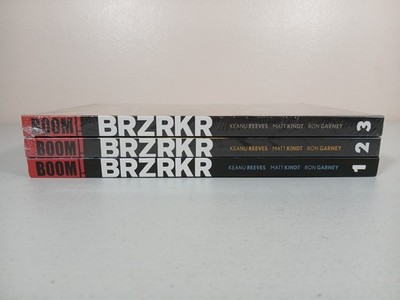 BOOM! BRZRKR KEANU REEVES MATT KINDT RON GARNEY 3
BOOM! BRZRKR KEANU REEVES MATT KINDT RON GARNEY 2
BOOM! BRZRKR KEANU REEVES MATT KINDT RON GARNEY 1